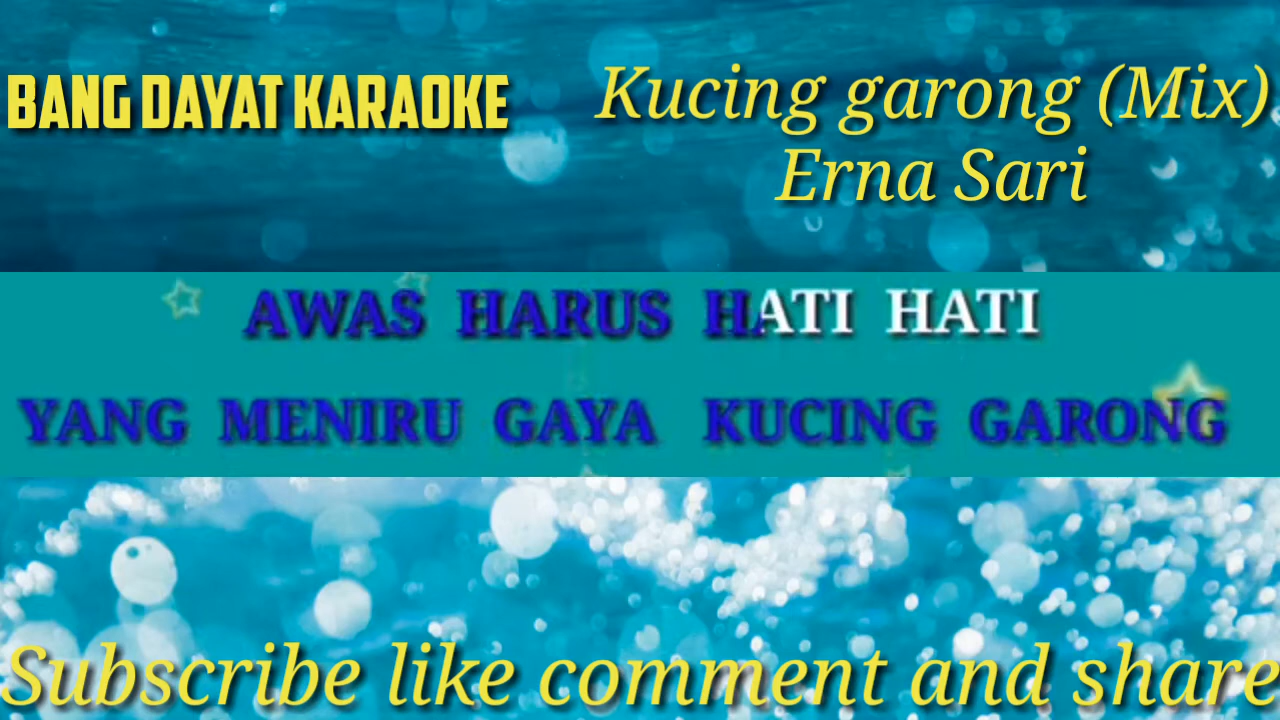 BANG DAYAT KARAOKE
Kucing garong (Mix)
Erna Sari
AWAS HARUS HATI HATI
YANG MENIRU GAYA KUCING GARONG
Subscribe like comment and share